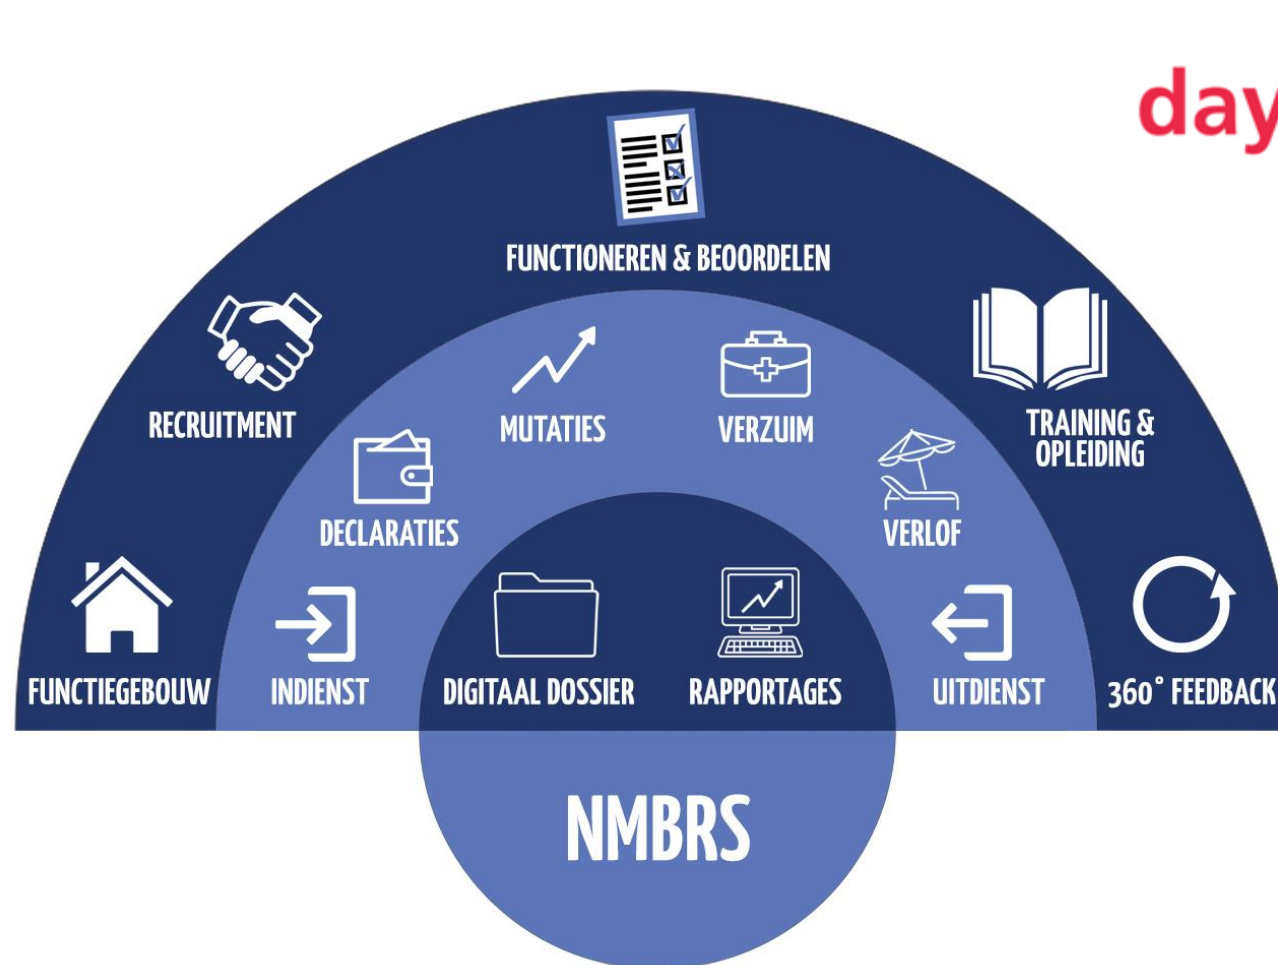 day
FUNCTIONEREN & BEOORDELEN
RECRUITMENT
MUTATIES
VERZUIM
TRAINING &
OPLEIDING
DECLARATIES
VERLOF
FUNCTIEGEBOUW
INDIENST
DIGITAAL DOSSIER
RAPPORTAGES
UITDIENST
360° FEEDBACK
NMBRS